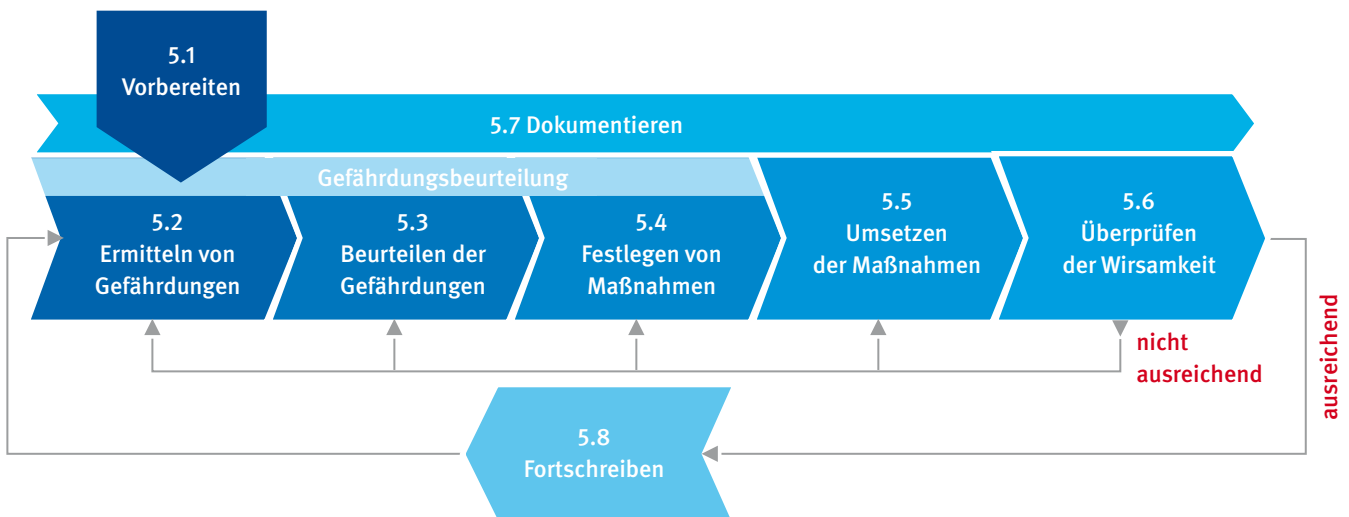 5.1
Vorbereiten
5.7 Dokumentieren
Gefährdungsbeurteilung
5.2
Ermitteln von
Gefährdungen
5.3
Beurteilen der
Gefährdungen
5.4
Festlegen von
Maßnahmen
5.5
Umsetzen
der Maßnahmen
5.6
Überprüfen
der Wirsamkeit
nicht
ausreichend
ausreichend
5.8
Fortschreiben